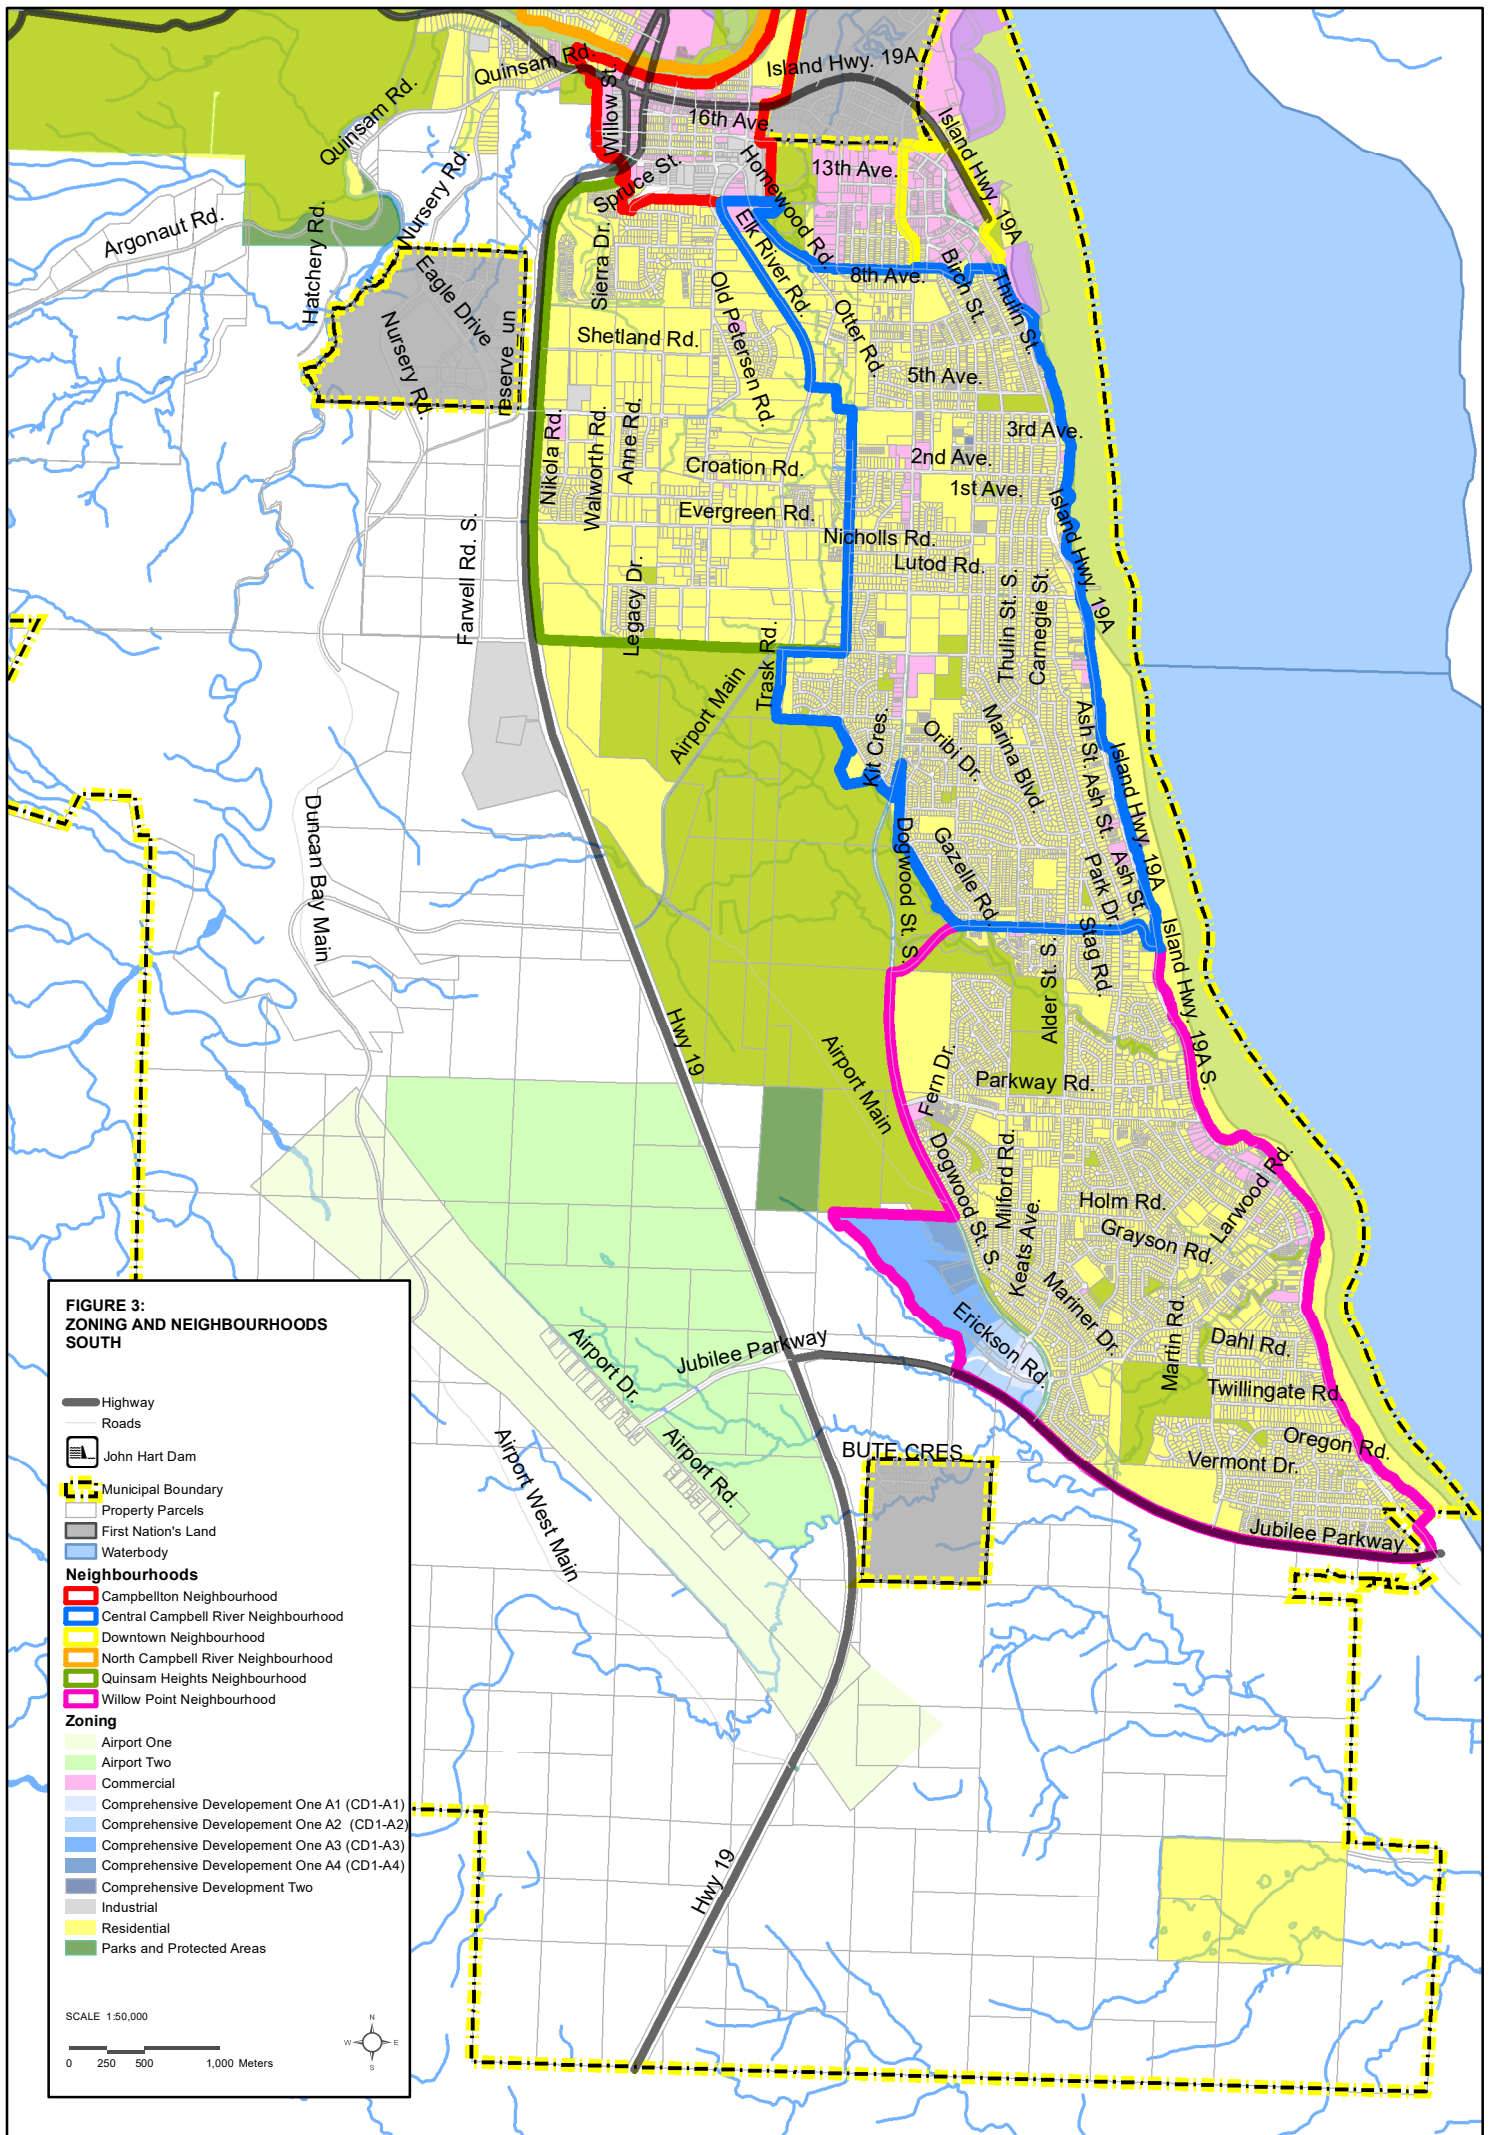 Quinsam Rd.
Willow St.
Island Hwy. 19A
16th Ave.
Quinsam Rd.
Nursery Rd.
Spruce St.
Homewood Rd.
13th Ave.
Island Hwy. 19A
Argonaut Rd.
Hatchery Rd.
Eagle Drive
Nursery Rd.
reserve un
Sierra Dr.
Elk River Rd.
Old Petersen Rd.
8th Ave.
Birch St.
Thulin St.
Otter Rd.
Shetland Rd.
5th Ave.
3rd Ave.
2nd Ave.
1st Ave.
Nikola Rd.
Walworth Rd.
Anne Rd.
Croation Rd.
Evergreen Rd.
Nicholls Rd.
Lutod Rd.
Island Hwy. 19A
Farwell Rd. S.
Legacy Dr.
Trask Rd.
Thulin St. S.
Carnegie St.
Airport Main
Kit Cres.
Oribi Dr.
Marina Blvd.
Ash St.
Ash St.
Island Hwy. 19A
Duncan Bay Main
Dogwood St. S.
Gazelle Rd.
Park Dr.
Ash St.
Stag Rd.
Alder St. S.
Island Hwy. 19A S.
Hwy 19
Airport Main
Fern Dr.
Parkway Rd.
Dogwood St. S.
Milford Rd.
Keats Ave.
Holm Rd.
Grayson Rd.
Larwood Rd.
Mariner Dr.
Erickson Rd.
Martin Rd.
Dahl Rd.
Twillingate Rd.
Oregon Rd.
Vermont Dr.
Jubilee Parkway
Jubilee Parkway
Airport Dr.
Airport Rd.
Airport West Main
BUTE CRES
Hwy 19
FIGURE 3:
ZONING AND NEIGHBOURHOODS
SOUTH
Highway
Roads
John Hart Dam
Municipal Boundary
Property Parcels
First Nation's Land
Waterbody
Neighbourhoods
Campbellton Neighbourhood
Central Campbell River Neighbourhood
Downtown Neighbourhood
North Campbell River Neighbourhood
Quinsam Heights Neighbourhood
Willow Point Neighbourhood
Zoning
Airport One
Airport Two
Commercial
Comprehensive Developement One A1 (CD1-A1)
Comprehensive Developement One A2 (CD1-A2)
Comprehensive Developement One A3 (CD1-A3)
Comprehensive Developement One A4 (CD1-A4)
Comprehensive Development Two
Industrial
Residential
Parks and Protected Areas
SCALE 1:50,000
N
W E
S
0 250 500 1,000 Meters